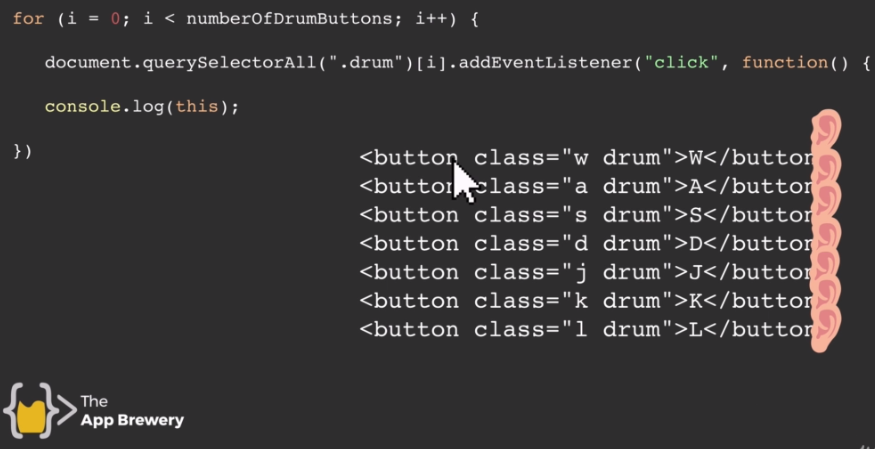 for (i = 0; i < numberOfDrumButtons; i++) {
document.querySelectorAll(".drum")[i].addEventListener("click", function() {
console.log(this);
})
<button class="w drum">W</button
<button class="a drum">A</button
<button class="s drum">S</button
<button class="d drum">D</button
<button class="j drum">J</button
<button class="k drum">K</button
<button class="l drum">L</button
The
App Brewery